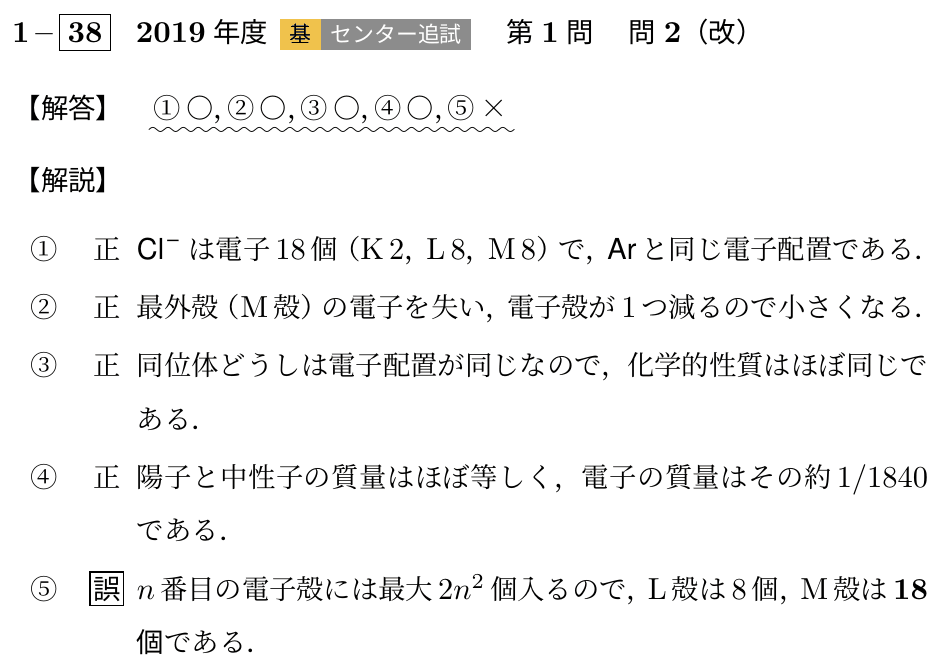 1－38 2019 年度 基 センター追試 第 1 問 問 2（改）
【解答】 ① ○, ② ○, ③ ○, ④ ○, ⑤ ×
【解説】
① 正 Cl⁻ は電子 18 個（K 2, L 8, M 8）で, Ar と同じ電子配置である.
② 正 最外殻（M 殻）の電子を失い, 電子殻が 1 つ減るので小さくなる.
③ 正 同位体どうしは電子配置が同じなので, 化学的性質はほぼ同じで
ある.
④ 正 陽子と中性子の質量はほぼ等しく, 電子の質量はその約 1/1840
である.
⑤ 誤 n 番目の電子殻には最大 2n² 個入るので, L 殻は 8 個, M 殻は 18
個である.